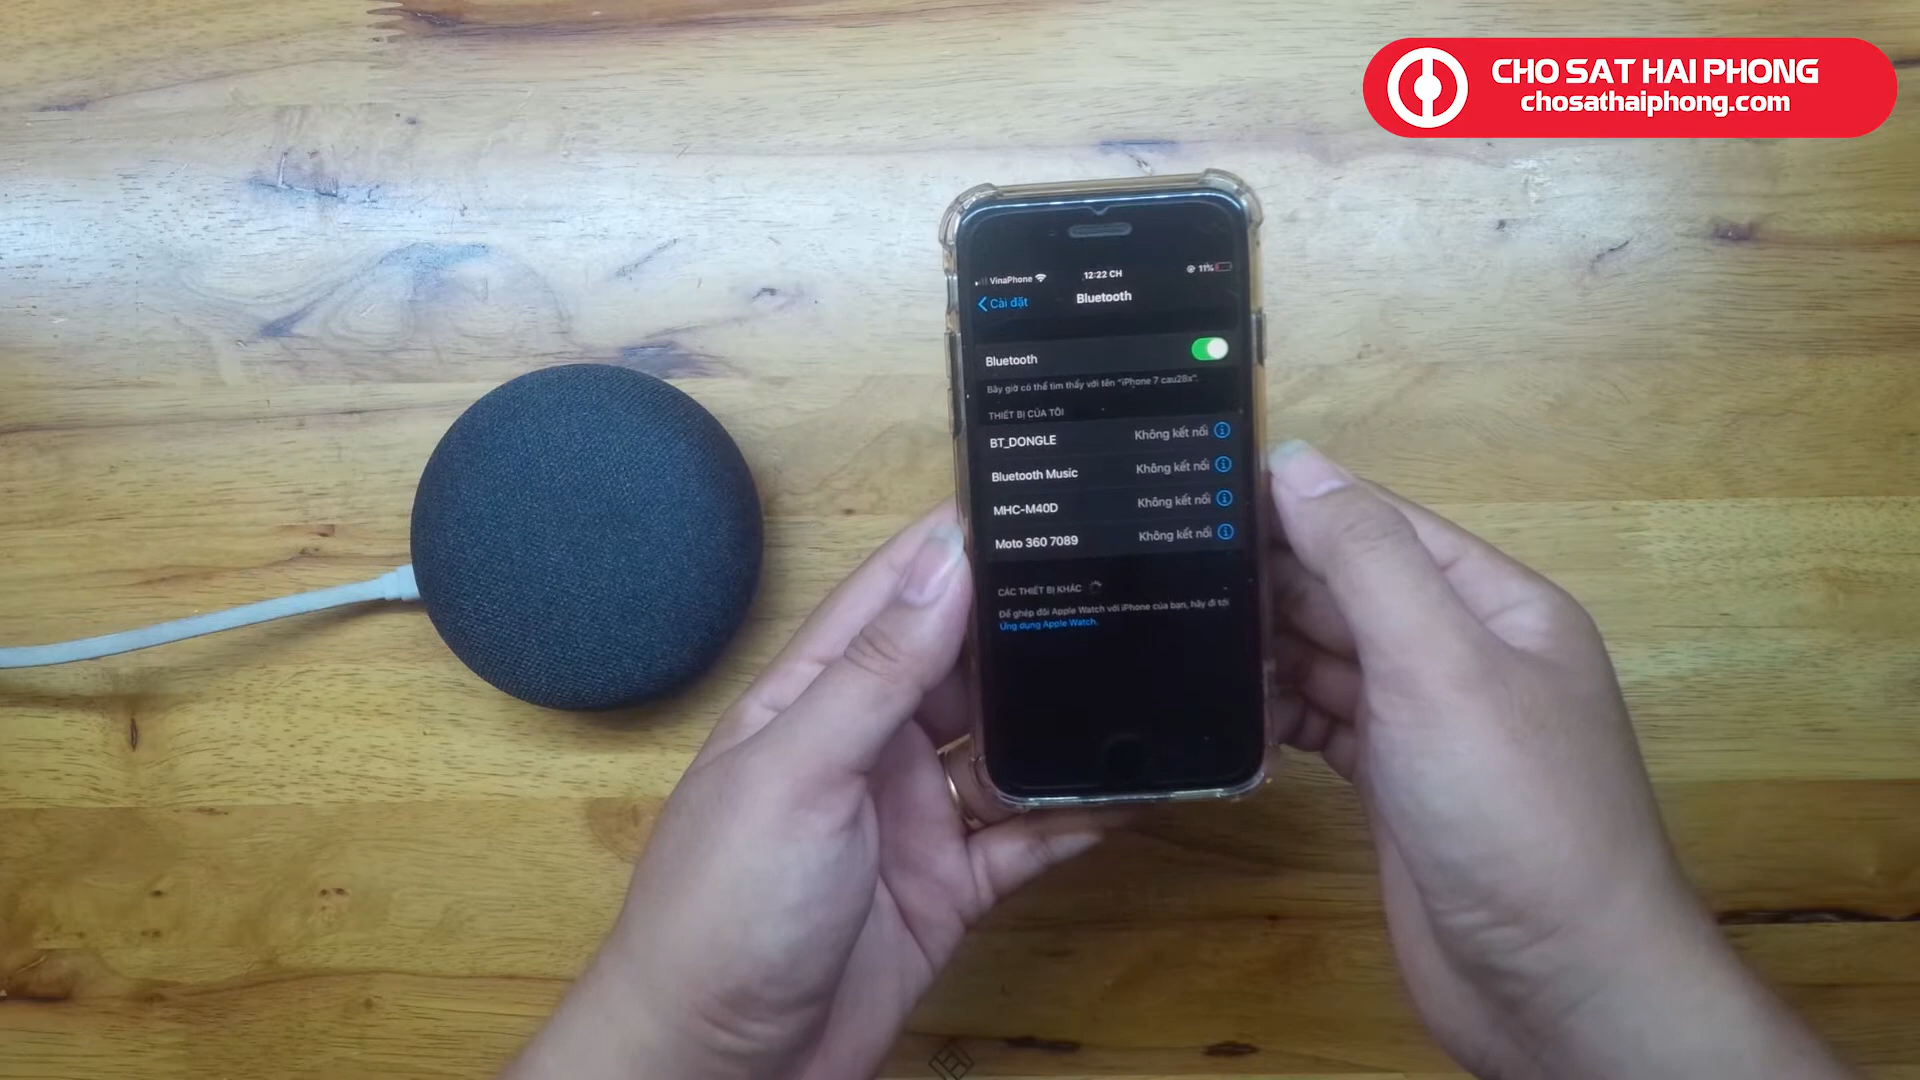 CHO SAT HAI PHONG
chosathaiphong.com
VinaPhone 12:22 CH 11%
Cài đặt Bluetooth
Bluetooth
Bây giờ có thể tìm thấy với tên "iPhone 7 cau28x".
THIẾT BỊ CỦA TÔI
BT_DONGLE Không kết nối
Bluetooth Music Không kết nối
MHC-M40D Không kết nối
Moto 360 7089 Không kết nối
CÁC THIẾT BỊ KHÁC
Để ghép đôi Apple Watch với iPhone của bạn, hãy đi tới
Ứng dụng Apple Watch.